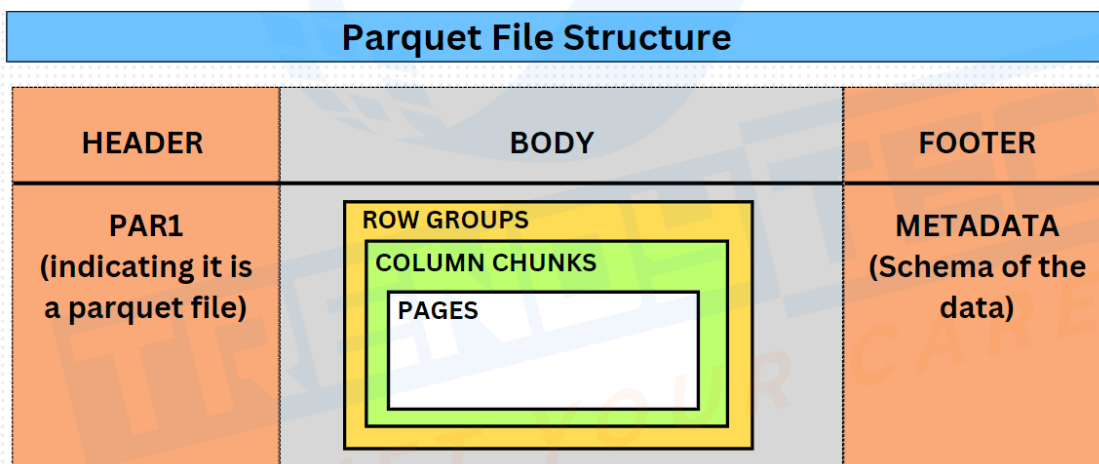 Parquet File Structure
HEADER
BODY
FOOTER
PAR1
(indicating it is
a parquet file)
ROW GROUPS
COLUMN CHUNKS
PAGES
METADATA
(Schema of the
data)